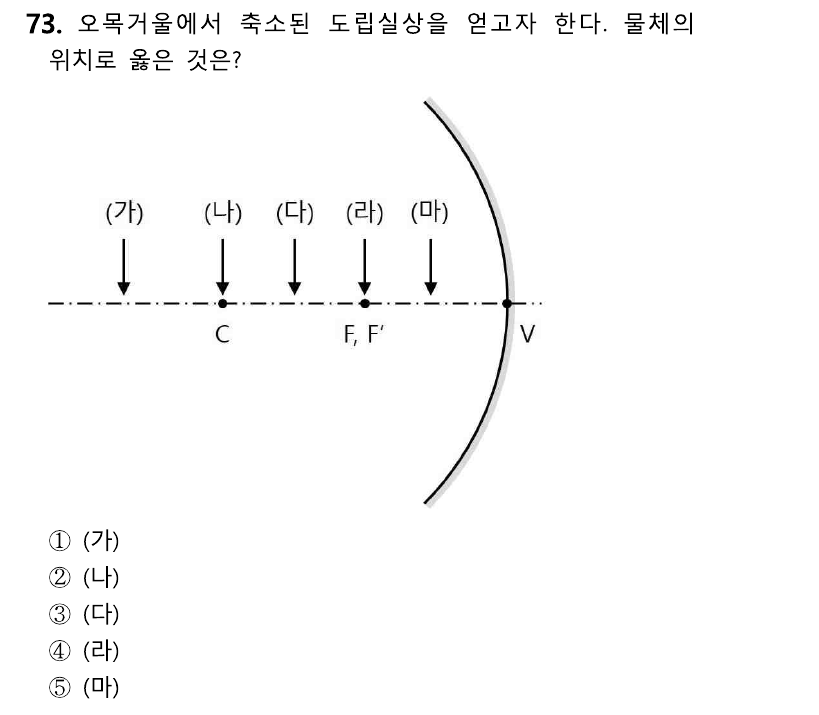 73. 오목거울에서 축소된 도립실상을 얻고자 한다. 물체의
위치로 옳은 것은?
(가) (나) (다) (라) (마)
C F, F′ V
① (가)
② (나)
③ (다)
④ (라)
⑤ (마)